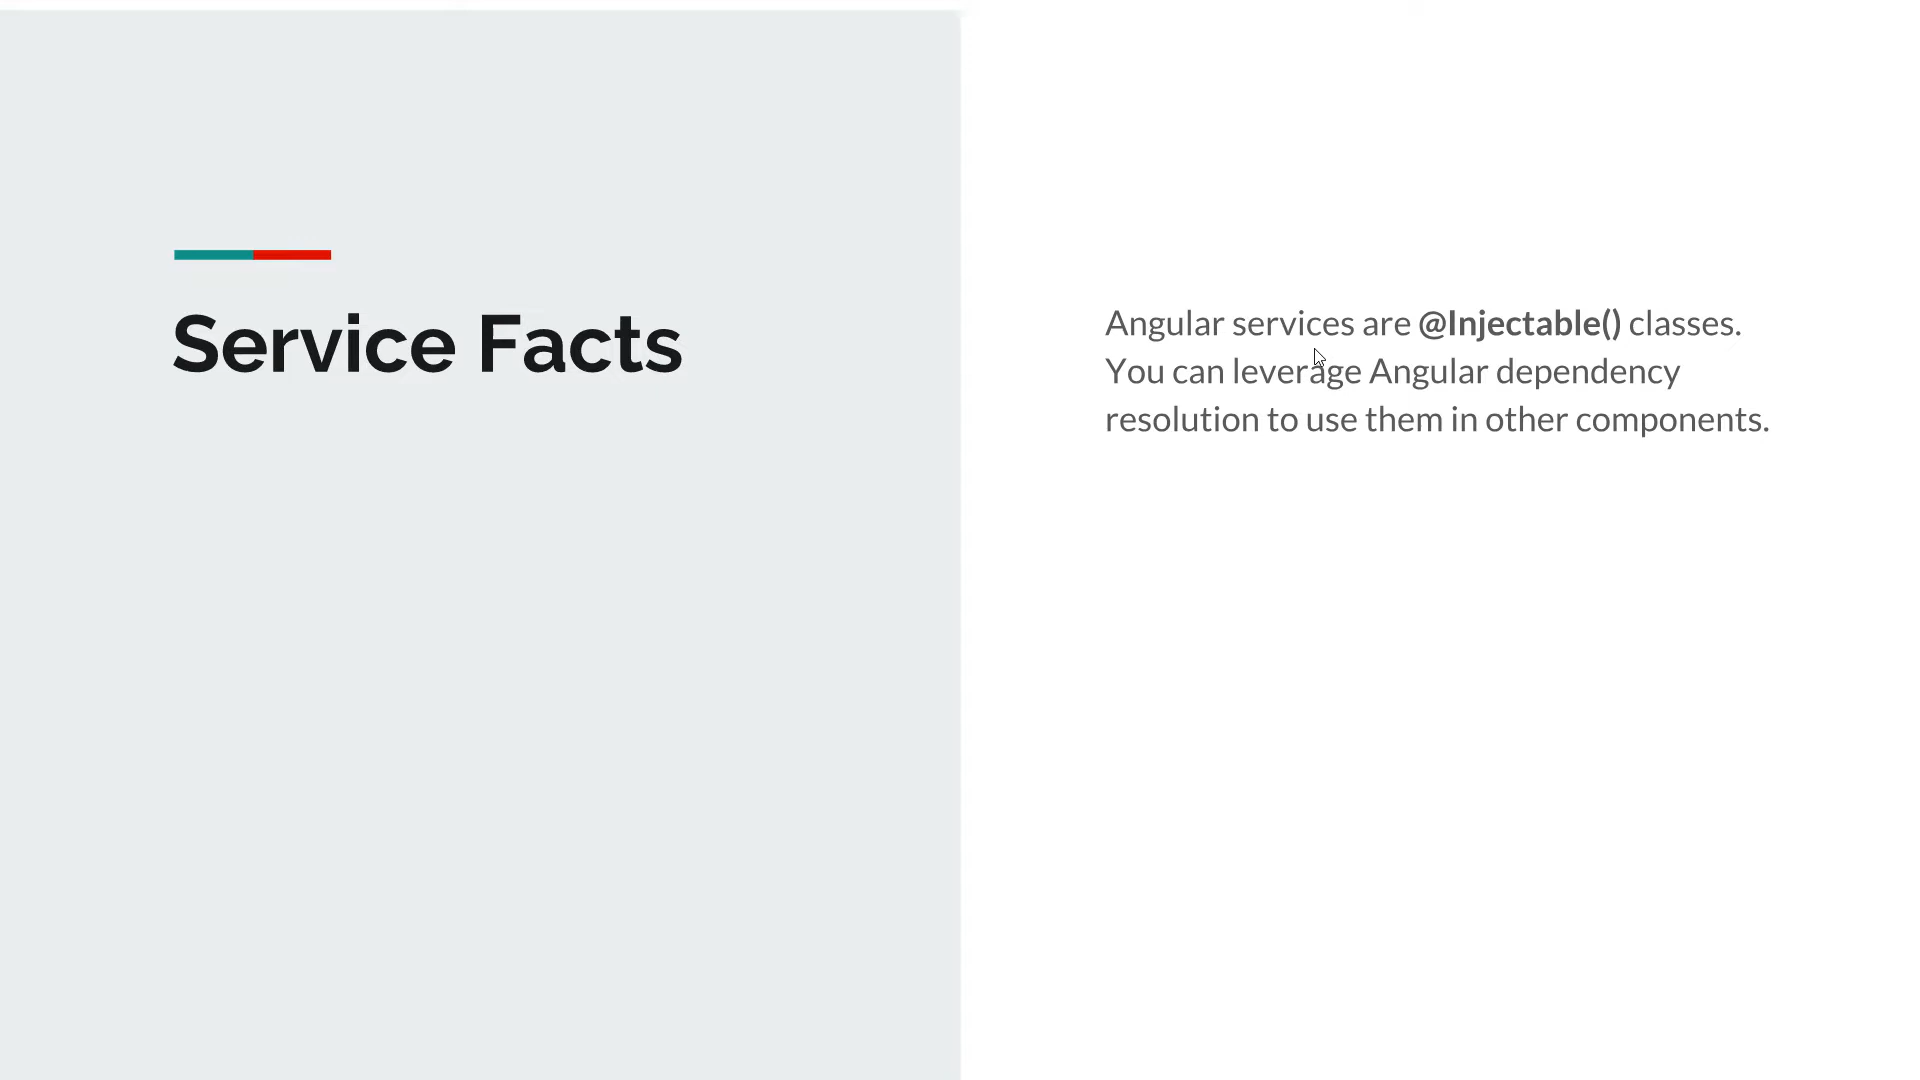 Service Facts
Angular services are @Injectable() classes.
You can leverage Angular dependency
resolution to use them in other components.